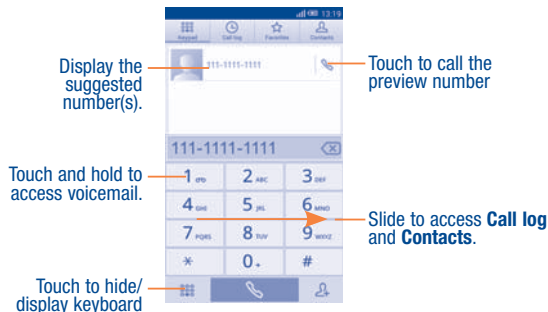 13:19
Keypad Call log Favorites Contacts
Display the
suggested
number(s).
111-1111-1111
Touch to call the
preview number
111-1111-1111
Touch and hold to
access voicemail.
1 2 ABC 3 DEF
4 GHI 5 JKL 6 MNO
Slide to access Call log
and Contacts.
7 PQRS 8 TUV 9 WXYZ
* 0 + #
Touch to hide/
display keyboard